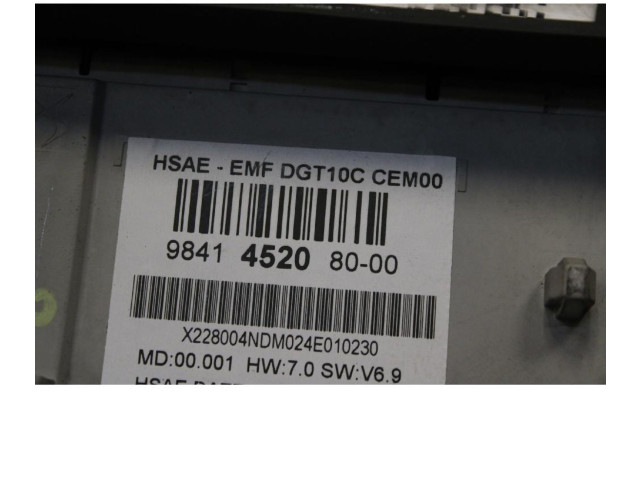 HSAE - EMF DGT10C CEM00
9841 4520 80-00
X228004NDM024E010230
MD:00.001 HW:7.0 SW:V6.9